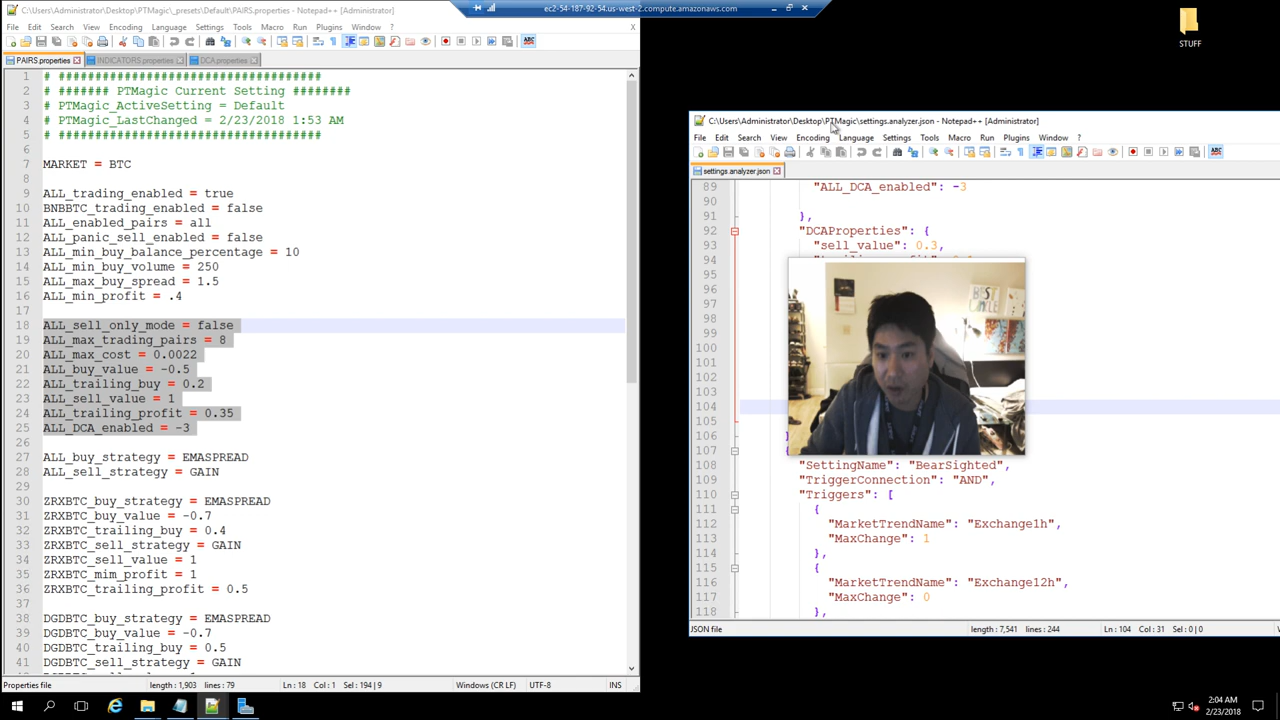 C:\Users\Administrator\Desktop\PTMagic\_presets\Default\PAIRS.properties - Notepad++ [Administrator]
ec2-54-187-92-54.us-west-2.compute.amazonaws.com
File Edit Search View Encoding Language Settings Tools Macro Run Plugins Window ? X
PAIRS.properties INDICATORS.properties DCA.properties
1 # ################################
2 # ####### PTMagic Current Setting ########
3 # PTMagic_ActiveSetting = Default
4 # PTMagic_LastChanged = 2/23/2018 1:53 AM
5 # ################################
6
7 MARKET = BTC
8
9 ALL_trading_enabled = true
10 BNBBTC_trading_enabled = false
11 ALL_enabled_pairs = all
12 ALL_panic_sell_enabled = false
13 ALL_min_buy_balance_percentage = 10
14 ALL_min_buy_volume = 250
15 ALL_max_buy_spread = 1.5
16 ALL_min_profit = .4
17
18 ALL_sell_only_mode = false
19 ALL_max_trading_pairs = 8
20 ALL_max_cost = 0.0022
21 ALL_buy_value = -0.5
22 ALL_trailing_buy = 0.2
23 ALL_sell_value = 1
24 ALL_trailing_profit = 0.35
25 ALL_DCA_enabled = -3
26
27 ALL_buy_strategy = EMASPREAD
28 ALL_sell_strategy = GAIN
29
30 ZRXBTC_buy_strategy = EMASPREAD
31 ZRXBTC_buy_value = -0.7
32 ZRXBTC_trailing_buy = 0.4
33 ZRXBTC_sell_strategy = GAIN
34 ZRXBTC_sell_value = 1
35 ZRXBTC_mim_profit = 1
36 ZRXBTC_trailing_profit = 0.5
37
38 DGDBTC_buy_strategy = EMASPREAD
39 DGDBTC_buy_value = -0.7
40 DGDBTC_trailing_buy = 0.5
41 DGDBTC_sell_strategy = GAIN
Properties file length : 1,903 lines : 79 Ln : 18 Col : 1 Sel : 194 | 9 Windows (CR LF) UTF-8 INS
STUFF
C:\Users\Administrator\Desktop\PTMagic\settings.analyzer.json - Notepad++ [Administrator]
File Edit Search View Encoding Language Settings Tools Macro Run Plugins Window ?
settings.analyzer.json
89 "ALL_DCA_enabled": -3
90
91 },
92 "DCAProperties": {
93 "sell_value": 0.3,
94
95
96
97
98
99
100
101
102
103
104
105
106
107
108 "SettingName": "BearSighted",
109 "TriggerConnection": "AND",
110 "Triggers": [
111 {
112 "MarketTrendName": "Exchange1h",
113 "MaxChange": 1
114 },
115 {
116 "MarketTrendName": "Exchange12h",
117 "MaxChange": 0
118 },
JSON file length : 7,541 lines : 244 Ln : 104 Col : 31 Sel : 0 | 0
2:04 AM
2/23/2018